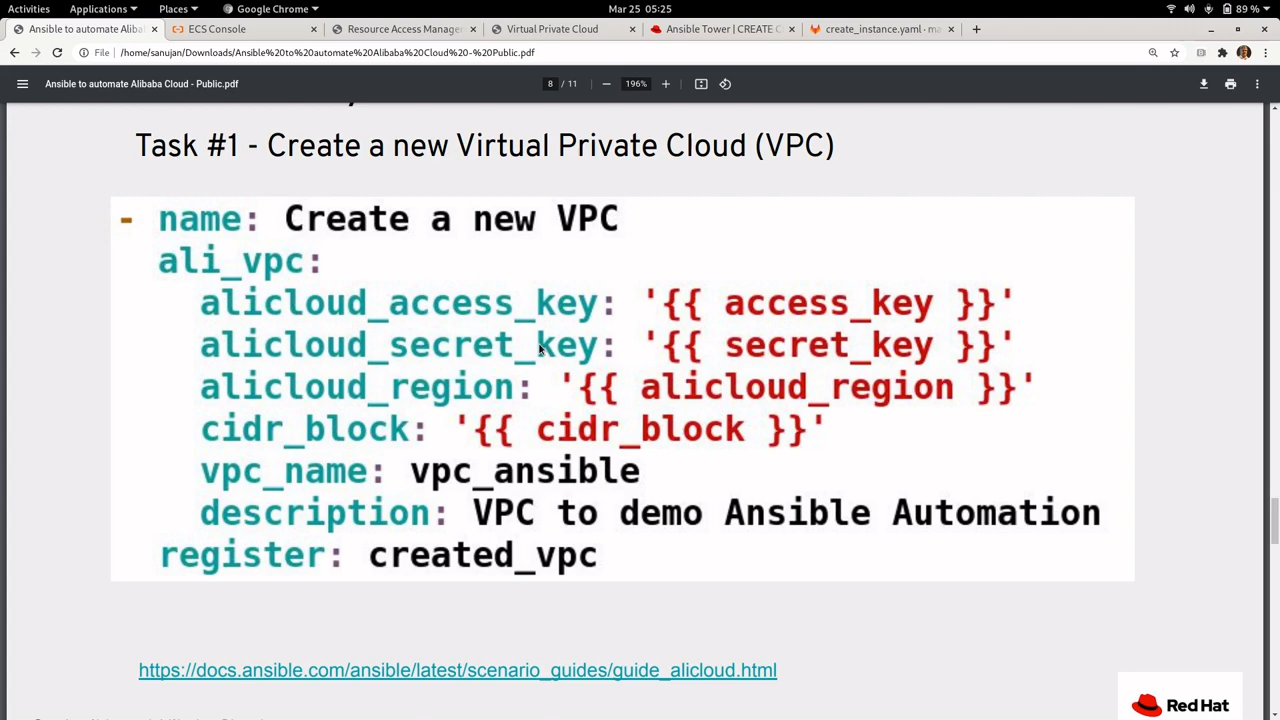 Activities Applications Places Google Chrome Mar 25 05:25 89 %
Ansible to automate Alibab ECS Console Resource Access Manage Virtual Private Cloud Ansible Tower | CREATE C create_instance.yaml · ma
File /home/sanujan/Downloads/Ansible%20to%20automate%20Alibaba%20Cloud%20-%20Public.pdf
Ansible to automate Alibaba Cloud - Public.pdf 8 / 11 196%
Task #1 - Create a new Virtual Private Cloud (VPC)
- name: Create a new VPC
ali_vpc:
alicloud_access_key: '{{ access_key }}'
alicloud_secret_key: '{{ secret_key }}'
alicloud_region: '{{ alicloud_region }}'
cidr_block: '{{ cidr_block }}'
vpc_name: vpc_ansible
description: VPC to demo Ansible Automation
register: created_vpc
https://docs.ansible.com/ansible/latest/scenario_guides/guide_alicloud.html
Red Hat